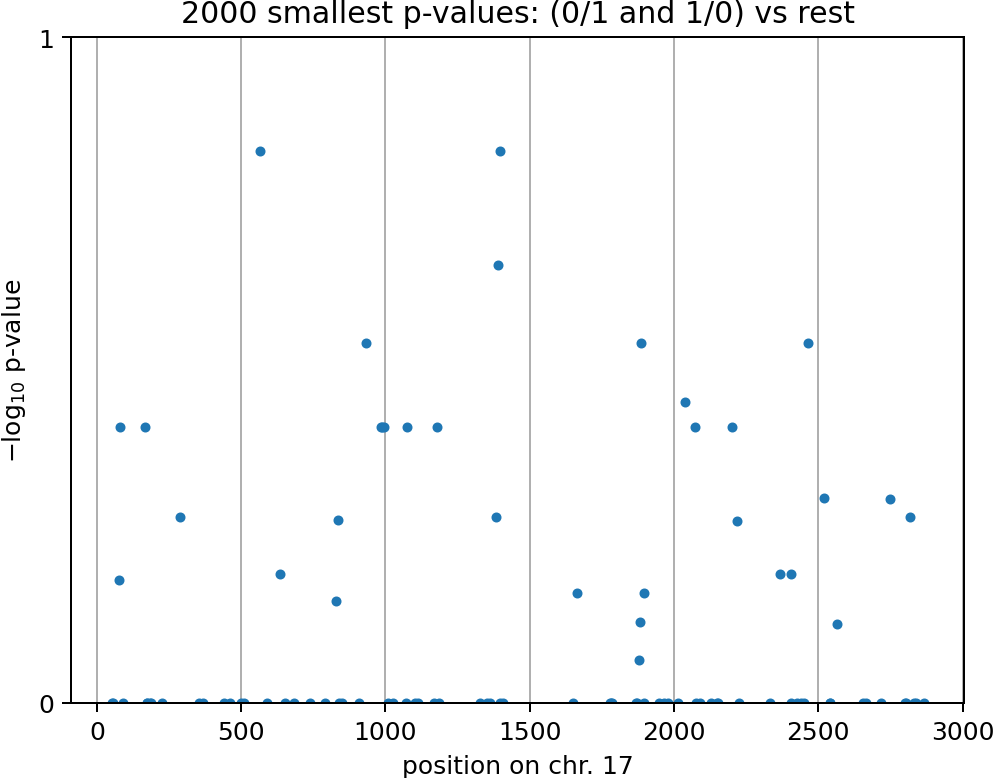 2000 smallest p-values: (0/1 and 1/0) vs rest
1
0
−log₁₀ p-value
0 500 1000 1500 2000 2500 3000
position on chr. 17